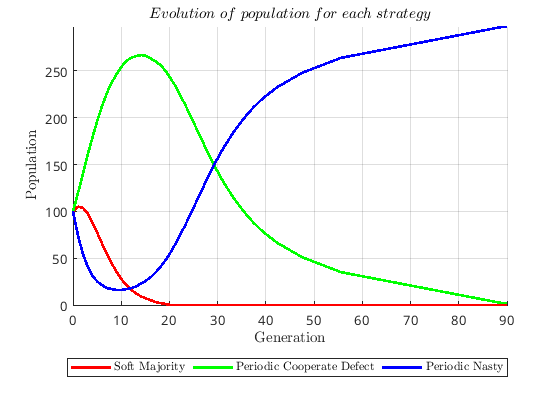 Evolution of population for each strategy
Population
250
200
150
100
50
0
0 10 20 30 40 50 60 70 80 90
Generation
Soft Majority Periodic Cooperate Defect Periodic Nasty